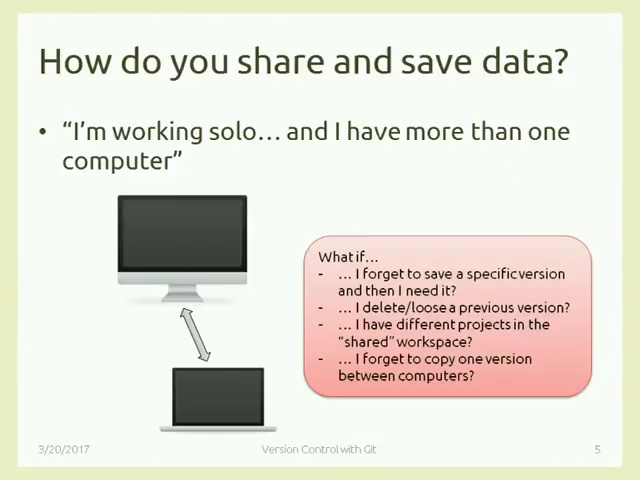 How do you share and save data?
• “I’m working solo… and I have more than one
computer”
What if…
- … I forget to save a specific version
and then I need it?
- … I delete/loose a previous version?
- … I have different projects in the
“shared” workspace?
- … I forget to copy one version
between computers?
3/20/2017
Version Control with Git
5